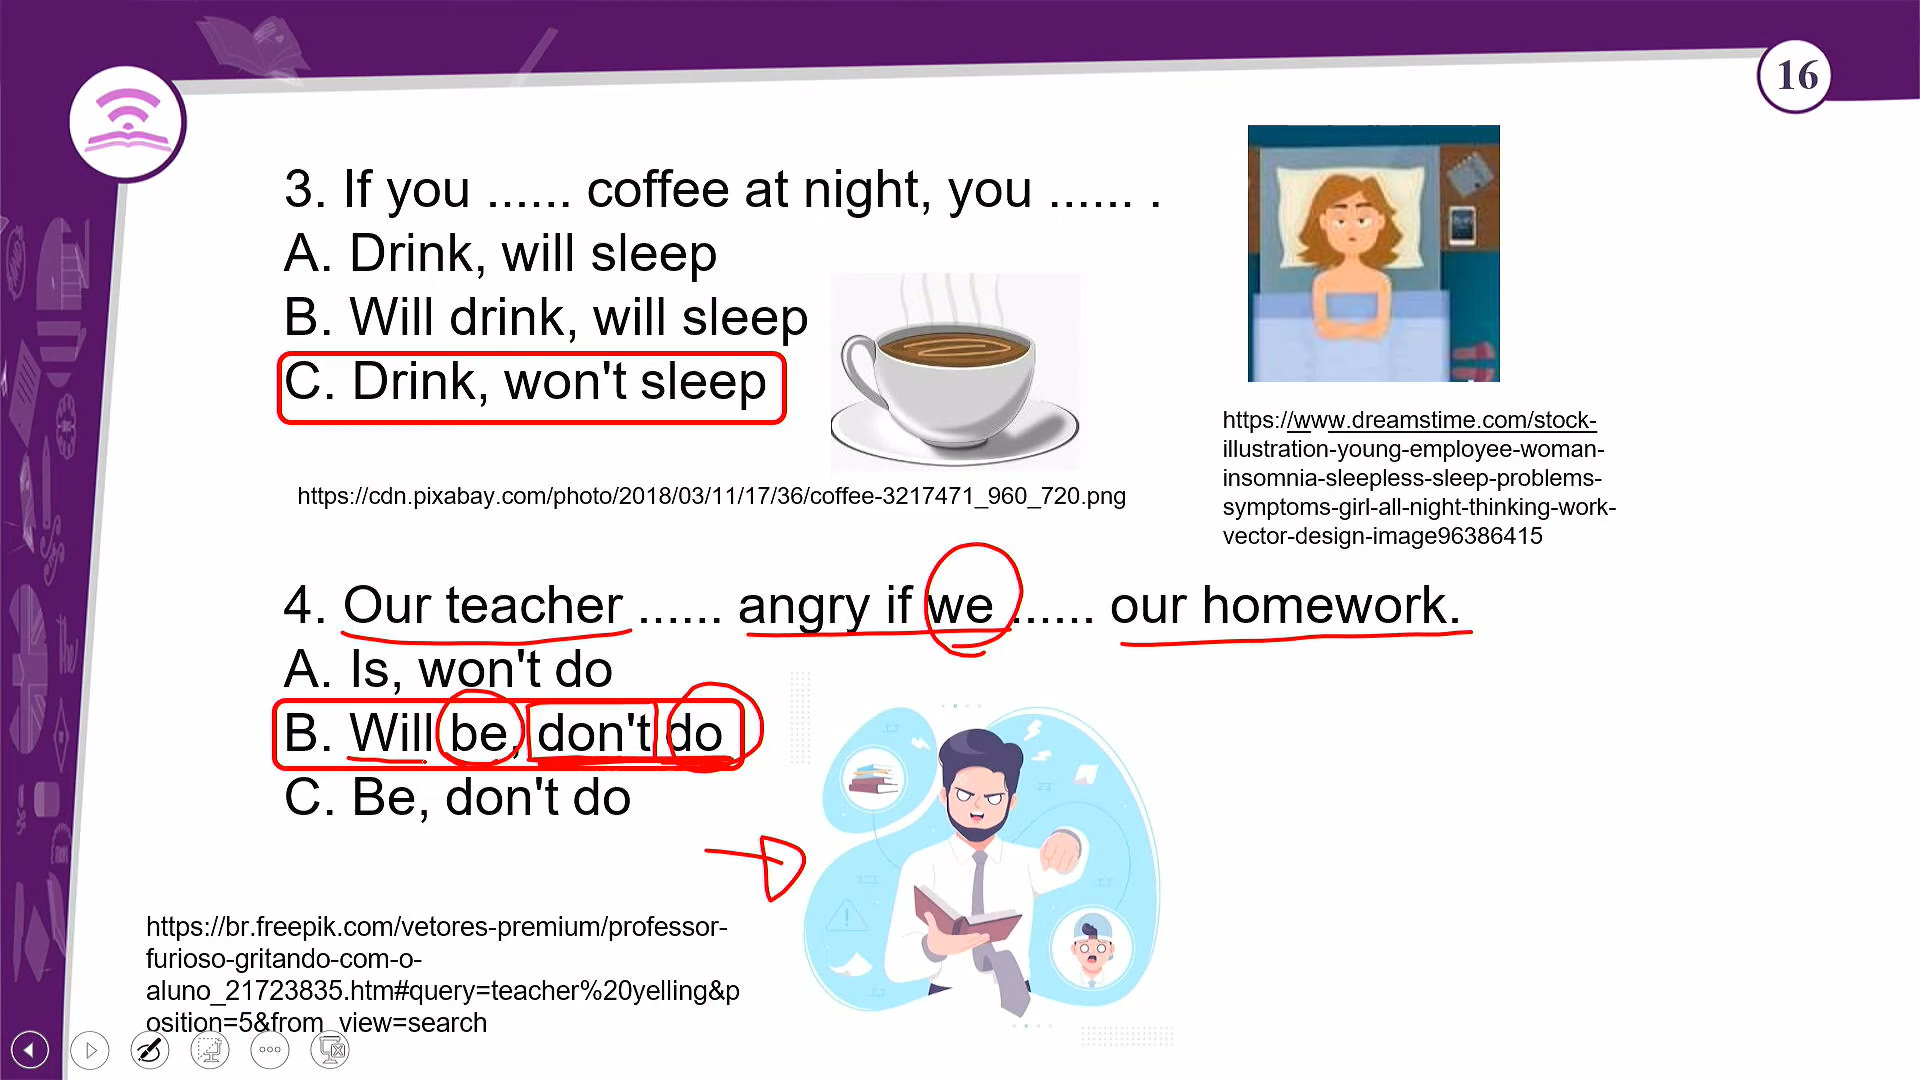 16
3. If you ...... coffee at night, you ...... .
A. Drink, will sleep
B. Will drink, will sleep
C. Drink, won't sleep
https://cdn.pixabay.com/photo/2018/03/11/17/36/coffee-3217471_960_720.png
https://www.dreamstime.com/stock-
illustration-young-employee-woman-
insomnia-sleepless-sleep-problems-
symptoms-girl-all-night-thinking-work-
vector-design-image96386415
4. Our teacher ...... angry if we ...... our homework.
A. Is, won't do
B. Will be, don't do
C. Be, don't do
https://br.freepik.com/vetores-premium/professor-
furioso-gritando-com-o-
aluno_21723835.htm#query=teacher%20yelling&p
osition=5&from_view=search